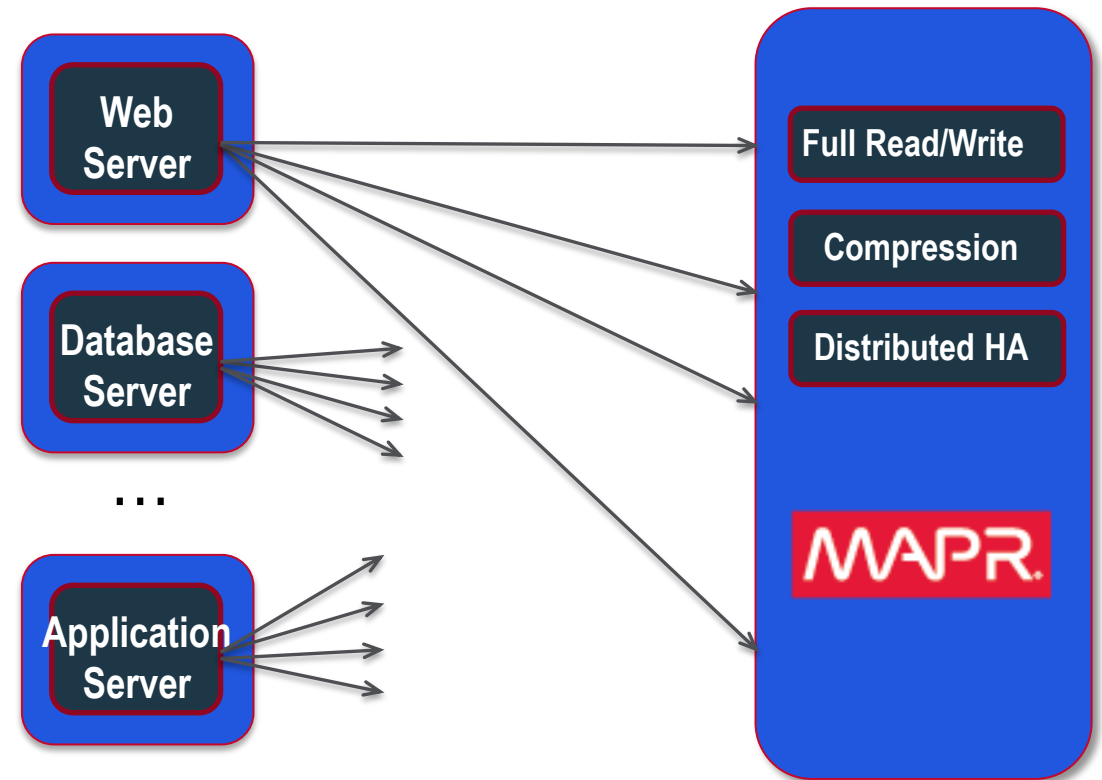 Web
Server
Database
Server
...
Application
Server
Full Read/Write
Compression
Distributed HA
MAPR.